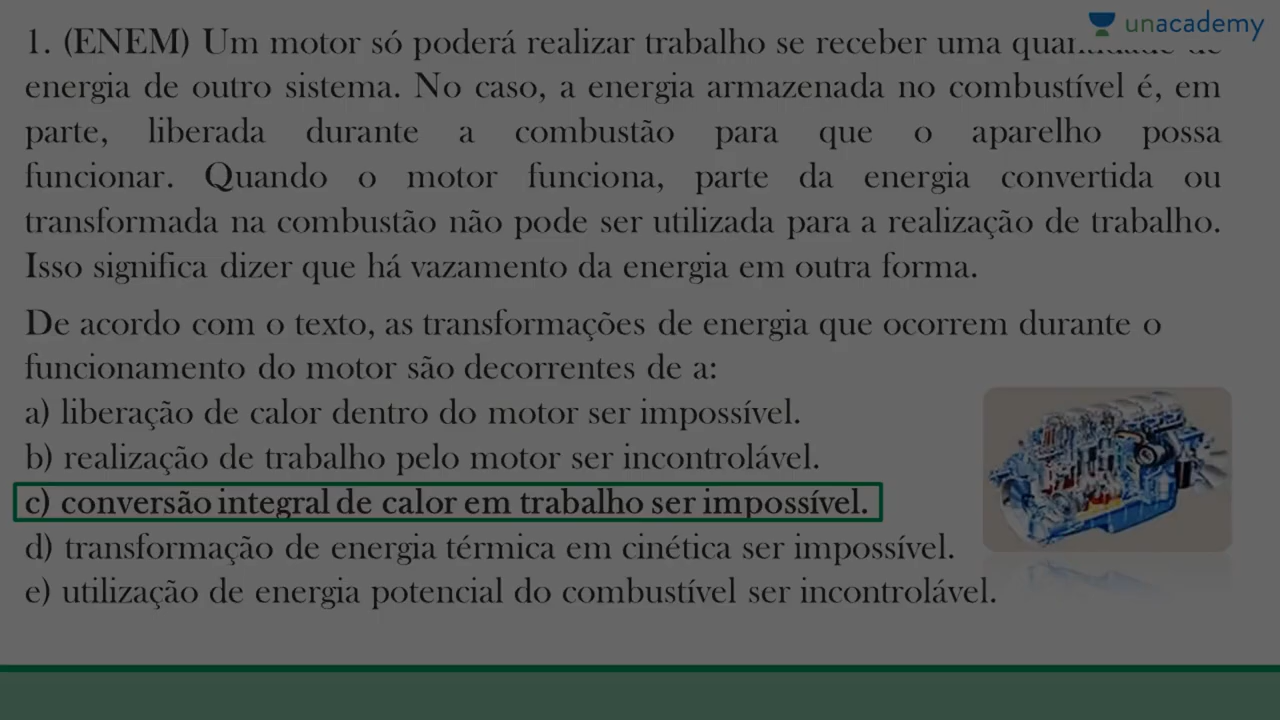 unacademy
1. (ENEM) Um motor só poderá realizar trabalho se receber uma
energia de outro sistema. No caso, a energia armazenada no combustível é, em
parte, liberada durante a combustão para que o aparelho possa
funcionar. Quando o motor funciona, parte da energia convertida ou
transformada na combustão não pode ser utilizada para a realização de trabalho.
Isso significa dizer que há vazamento da energia em outra forma.
De acordo com o texto, as transformações de energia que ocorrem durante o
funcionamento do motor são decorrentes de a:
a) liberação de calor dentro do motor ser impossível.
b) realização de trabalho pelo motor ser incontrolável.
c) conversão integral de calor em trabalho ser impossível.
d) transformação de energia térmica em cinética ser impossível.
e) utilização de energia potencial do combustível ser incontrolável.